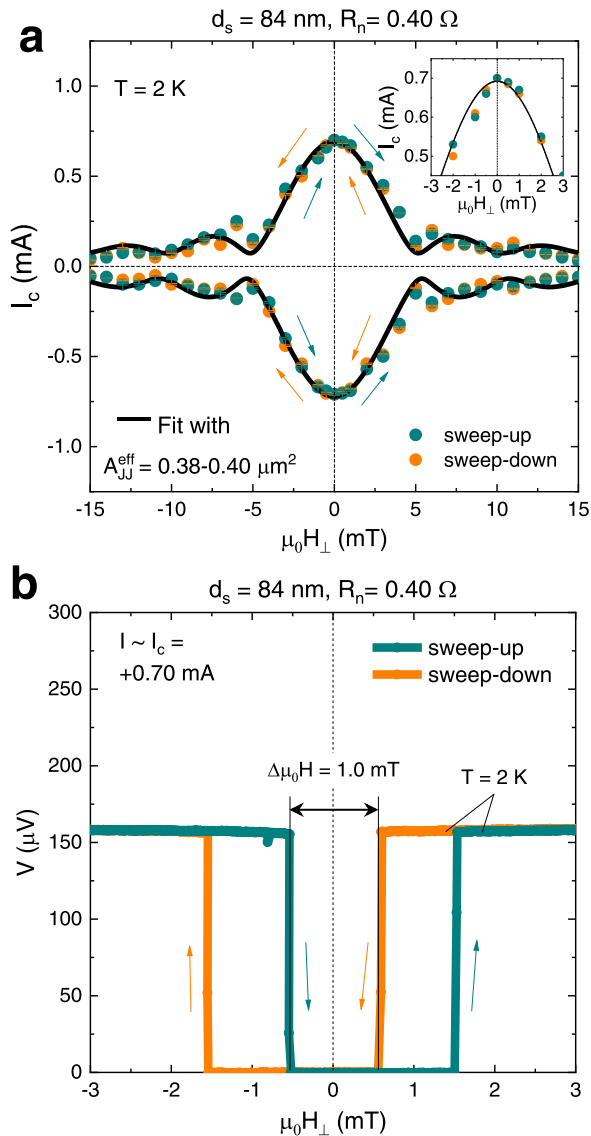 a
d_s = 84 nm, R_n= 0.40 Ω
T = 2 K
I_c (mA)
1.0
0.5
0.0
-0.5
-1.0
I_c (mA)
0.7
0.6
0.5
-2 -1 0 1 2 3
μ₀H⊥ (mT)
Fit with
A_JJ^eff = 0.38-0.40 μm²
sweep-up
sweep-down
-15 -10 -5 0 5 10 15
μ₀H⊥ (mT)
b
d_s = 84 nm, R_n= 0.40 Ω
I ~ I_c =
+0.70 mA
sweep-up
sweep-down
Δμ₀H = 1.0 mT
T = 2 K
V (μV)
300
250
200
150
100
50
0
-3 -2 -1 0 1 2 3
μ₀H⊥ (mT)